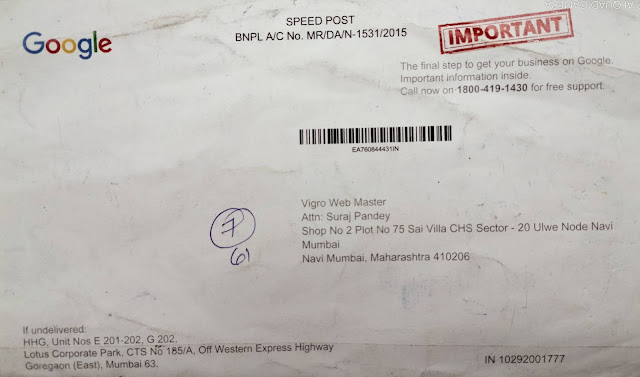 Google
SPEED POST
BNPL A/C No. MR/DA/N-1531/2015
IMPORTANT
The final step to get your business on Google.
Important information inside.
Call now on 1800-419-1430 for free support.
EA760844431IN
Vigro Web Master
Attn: Suraj Pandey
Shop No 2 Plot No 75 Sai Villa CHS Sector - 20 Ulwe Node Navi
Mumbai
Navi Mumbai, Maharashtra 410206
7
61
If undelivered:
HHG, Unit Nos E 201-202, G 202,
Lotus Corporate Park, CTS No 185/A, Off Western Express Highway
Goregaon (East), Mumbai 63.
IN 10292001777